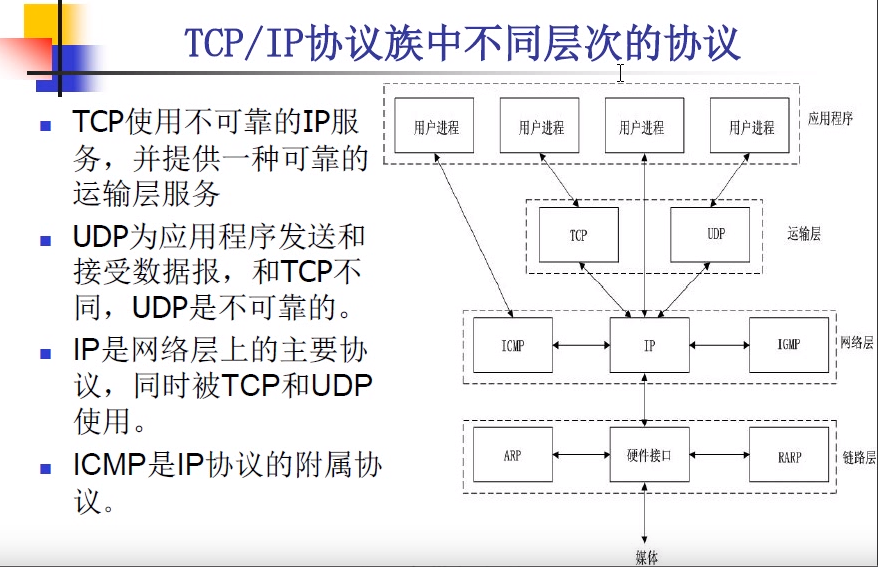 TCP/IP协议族中不同层次的协议
TCP使用不可靠的IP服
务，并提供一种可靠的
运输层服务
UDP为应用程序发送和
接受数据报，和TCP不
同，UDP是不可靠的。
IP是网络层上的主要协
议，同时被TCP和UDP
使用。
ICMP是IP协议的附属协
议。
用户进程 用户进程 用户进程 用户进程 应用程序
TCP UDP 运输层
ICMP IP IGMP 网络层
ARP 硬件接口 RARP 链路层
媒体